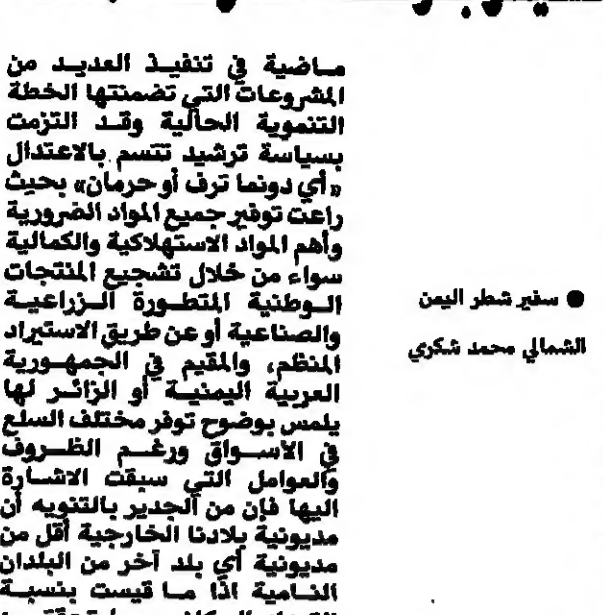 ماضية في تنفيذ العديد من
المشروعات التي تضمنتها الخطة
التنموية الحالية وقد التزمت
بسياسة ترشيد تتسم بالاعتدال
«أي دونما ترف أو حرمان» بحيث
راعت توفير جميع المواد الضرورية
وأهم المواد الاستهلاكية والكمالية
سواء من خلال تشجيع المنتجات
الوطنية المتطورة الزراعية
والصناعية أو عن طريق الاستيراد
المنظم، والمقيم في الجمهورية
العربية اليمنية أو الزائر لها
يلمس بوضوح توفر مختلف السلع
في الاسواق ورغم الظروف
والعوامل التي سبقت الاشارة
اليها فإن من الجدير بالتنويه أن
مديونية بلادنا الخارجية أقل من
مديونية أي بلد آخر من البلدان
النامية اذا ما قيست بنسبة
● سفير شطر اليمن
الشمالي محمد شكري